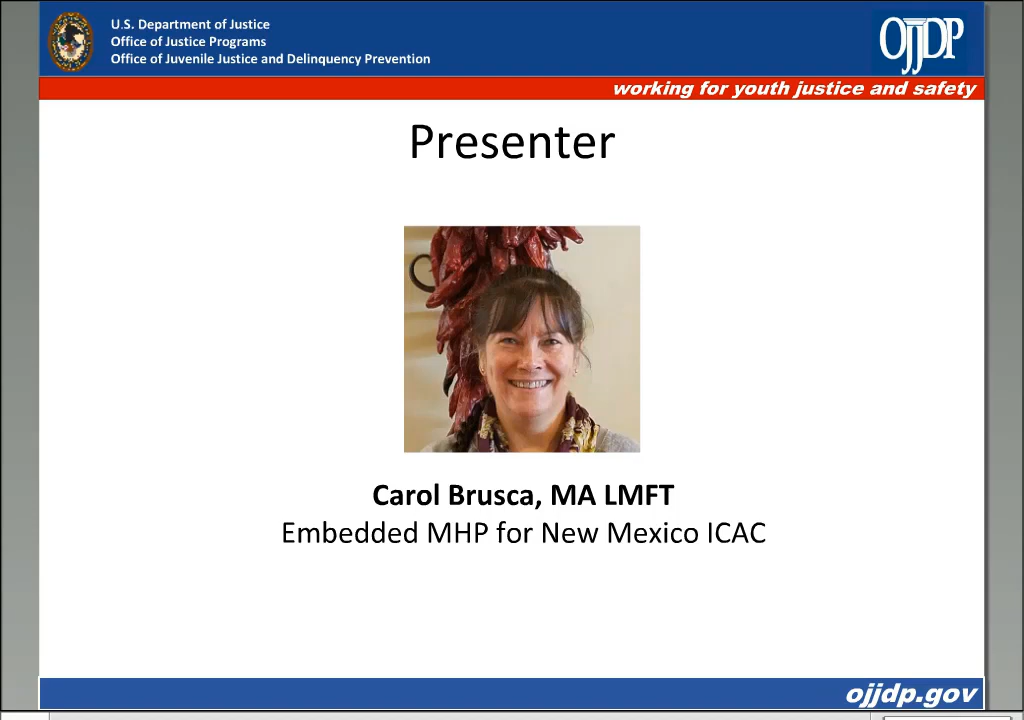 U.S. Department of Justice
Office of Justice Programs
Office of Juvenile Justice and Delinquency Prevention
OJJDP
working for youth justice and safety
Presenter
Carol Brusca, MA LMFT
Embedded MHP for New Mexico ICAC
ojjdp.gov